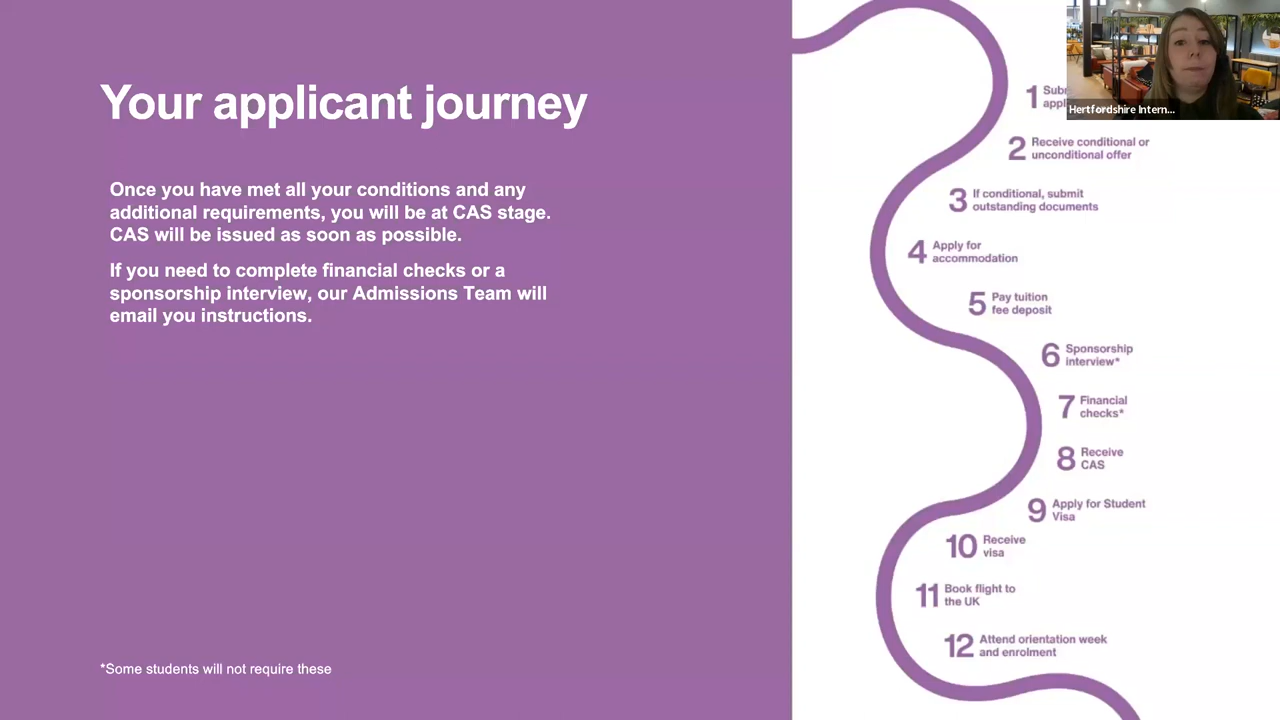 Your applicant journey
Once you have met all your conditions and any
additional requirements, you will be at CAS stage.
CAS will be issued as soon as possible.
If you need to complete financial checks or a
sponsorship interview, our Admissions Team will
email you instructions.
*Some students will not require these
Hertfordshire Intern...
1
2 Receive conditional or
unconditional offer
3 If conditional, submit
outstanding documents
4 Apply for
accommodation
5 Pay tuition
fee deposit
6 Sponsorship
interview*
7 Financial
checks*
8 Receive
CAS
9 Apply for Student
Visa
10 Receive
visa
11 Book flight to
the UK
12 Attend orientation week
and enrolment